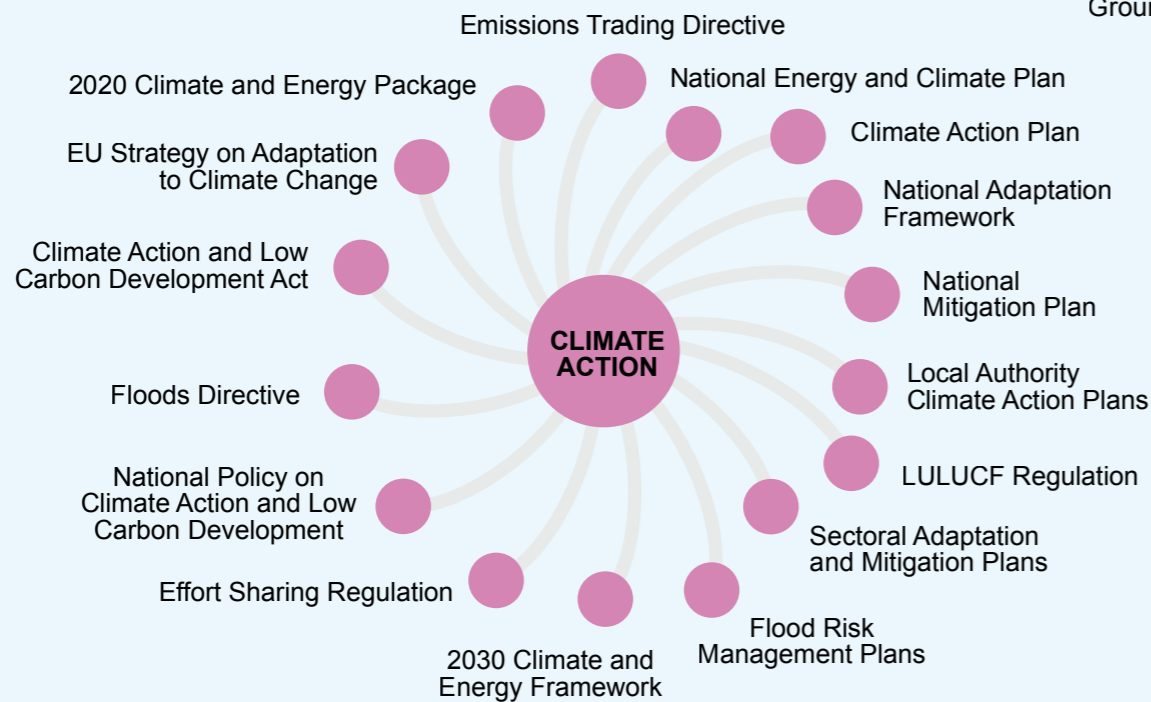 Emissions Trading Directive
2020 Climate and Energy Package
National Energy and Climate Plan
Climate Action Plan
EU Strategy on Adaptation
to Climate Change
National Adaptation
Framework
Climate Action and Low
Carbon Development Act
National
Mitigation Plan
CLIMATE
ACTION
Floods Directive
Local Authority
Climate Action Plans
LULUCF Regulation
National Policy on
Climate Action and Low
Carbon Development
Sectoral Adaptation
and Mitigation Plans
Effort Sharing Regulation
Flood Risk
Management Plans
2030 Climate and
Energy Framework